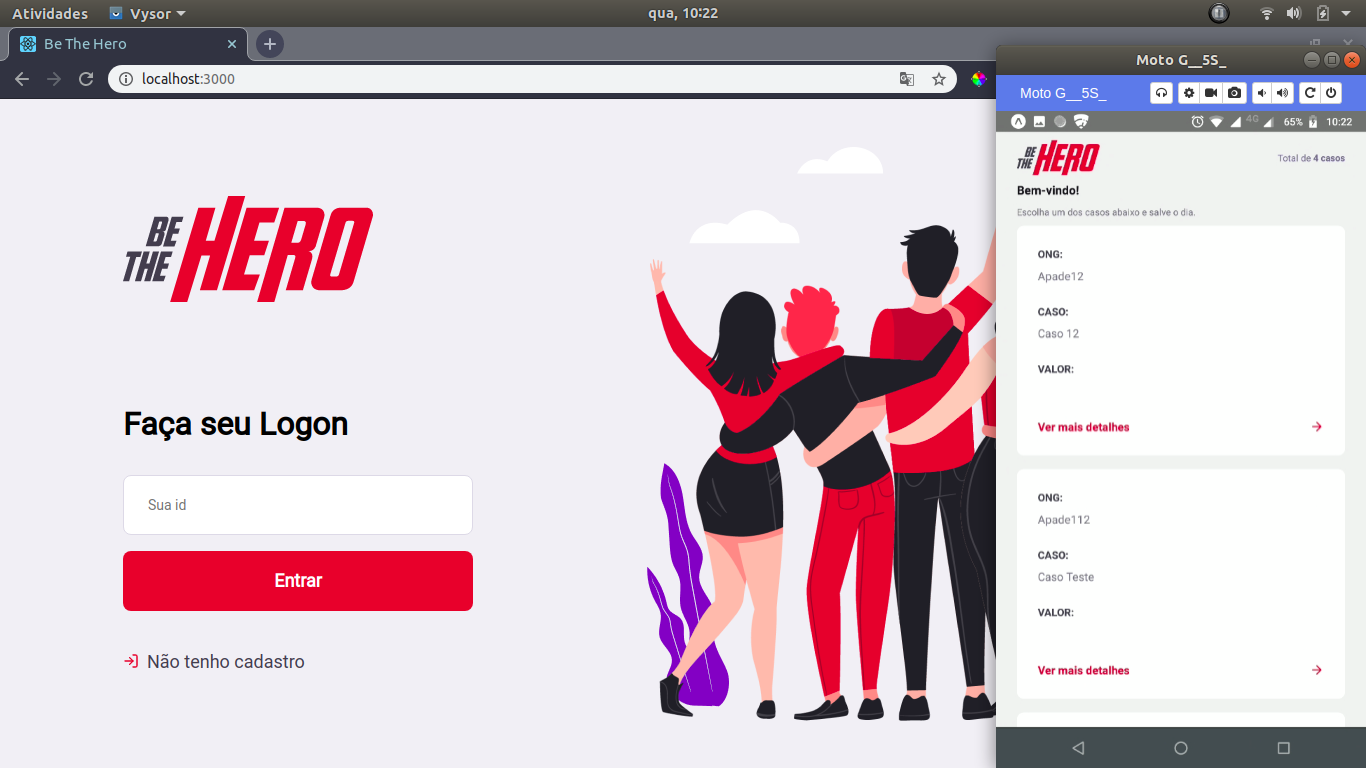 Atividades
Vysor
qua, 10:22
Be The Hero
localhost:3000
BE
THE HERO
Faça seu Logon
Sua id
Entrar
Não tenho cadastro
Moto G__5S_
Moto G__5S_
4G
65%
10:22
BE
THE HERO
Total de 4 casos
Bem-vindo!
Escolha um dos casos abaixo e salve o dia.
ONG:
Apade12
CASO:
Caso 12
VALOR:
Ver mais detalhes
ONG:
Apade112
CASO:
Caso Teste
VALOR:
Ver mais detalhes